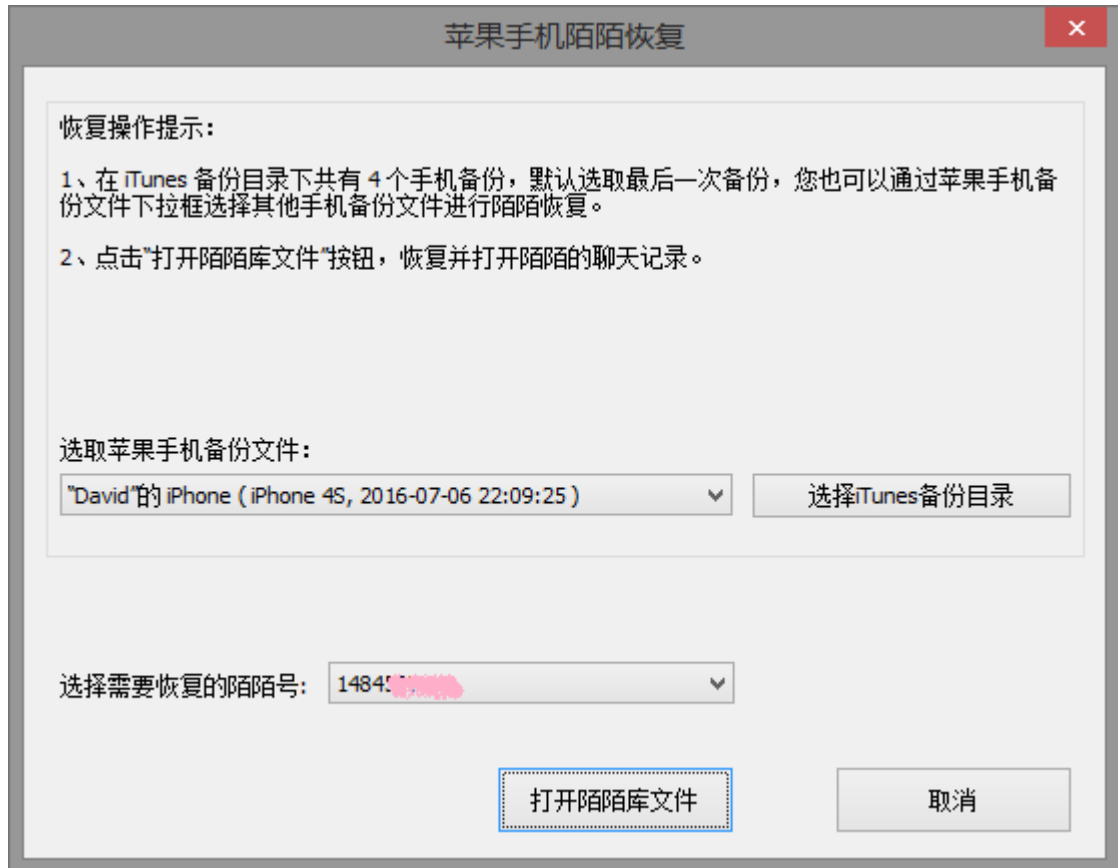 苹果手机陌陌恢复
恢复操作提示：
1、在 iTunes 备份目录下共有 4 个手机备份，默认选取最后一次备份，您也可以通过苹果手机备
份文件下拉框选择其他手机备份文件进行陌陌恢复。
2、点击"打开陌陌库文件"按钮，恢复并打开陌陌的聊天记录。
选取苹果手机备份文件：
"David"的 iPhone ( iPhone 4S, 2016-07-06 22:09:25 )
选择iTunes备份目录
选择需要恢复的陌陌号:
1484
打开陌陌库文件
取消